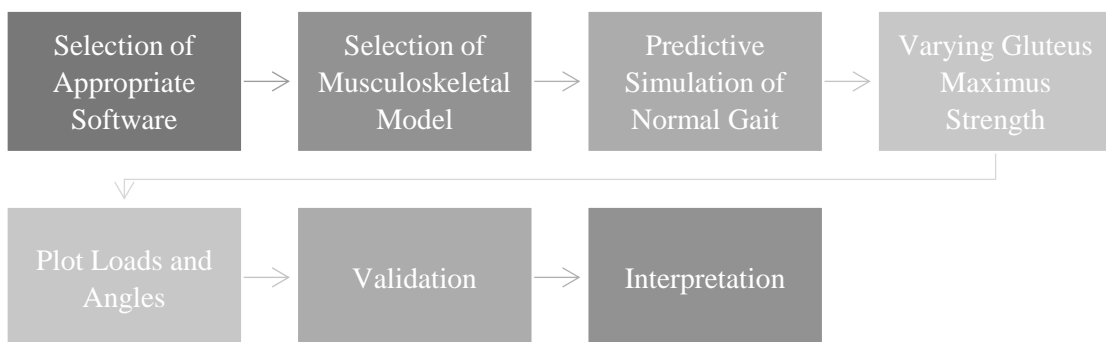 Selection of
Appropriate
Software
Selection of
Musculoskeletal
Model
Predictive
Simulation of
Normal Gait
Varying Gluteus
Maximus
Strength
Plot Loads and
Angles
Validation
Interpretation